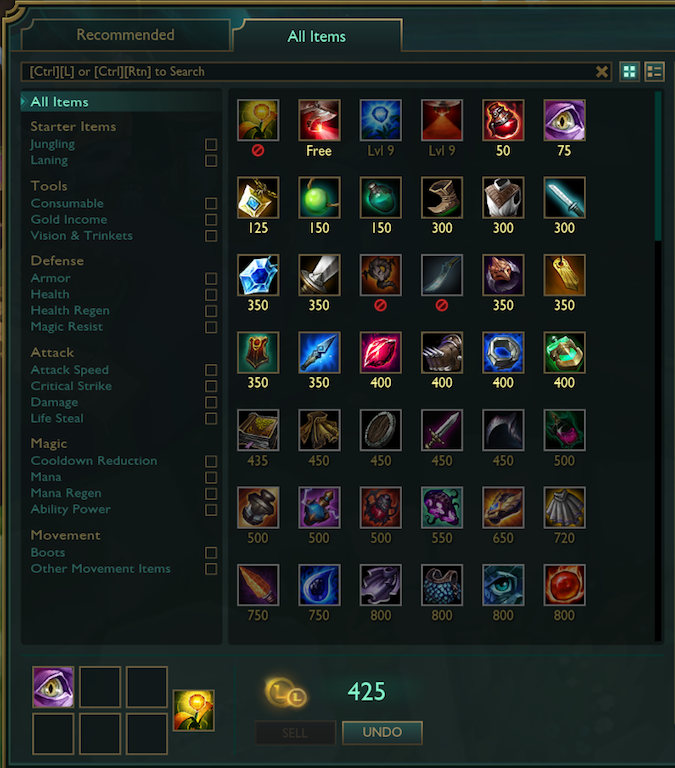 Recommended
All Items
[Ctrl][L] or [Ctrl][Rtn] to Search
All Items
Starter Items
Jungling
Laning
Tools
Consumable
Gold Income
Vision & Trinkets
Defense
Armor
Health
Health Regen
Magic Resist
Attack
Attack Speed
Critical Strike
Damage
Life Steal
Magic
Cooldown Reduction
Mana
Mana Regen
Ability Power
Movement
Boots
Other Movement Items
Free Lvl 9 Lvl 9 50 75
125 150 150 300 300 300
350 350 350 350
350 350 400 400 400 400
435 450 450 450 450 500
500 500 500 550 650 720
750 750 800 800 800 800
L L
425
SELL
UNDO